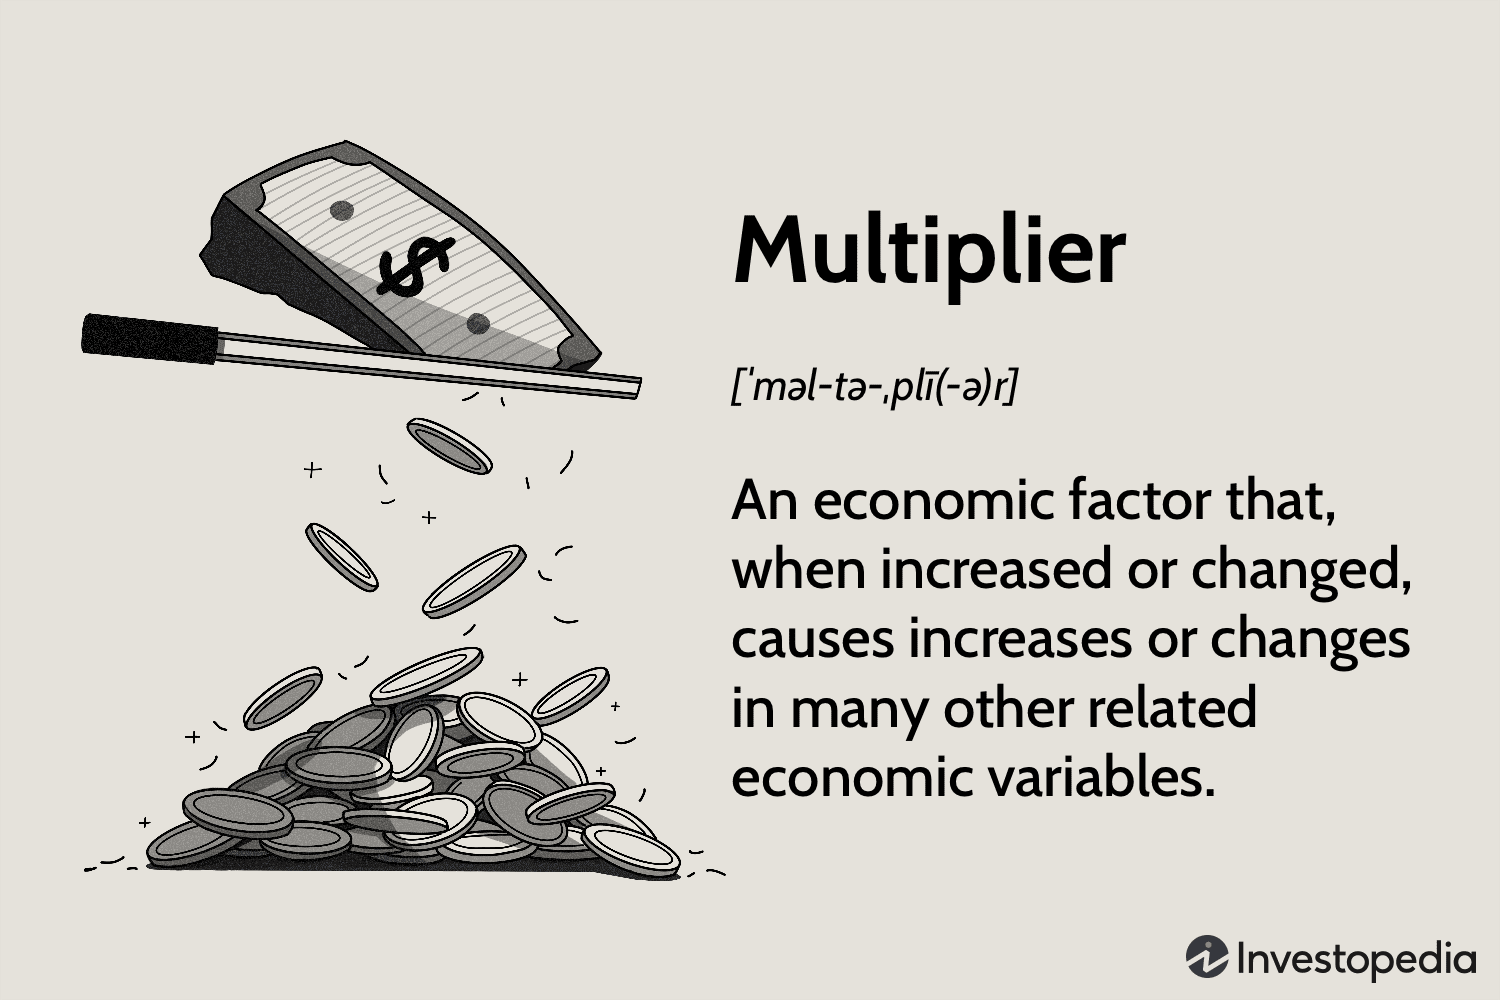 $
Multiplier
[ˈməl-tə-ˌplī(-ə)r]
An economic factor that,
when increased or changed,
causes increases or changes
in many other related
economic variables.
Investopedia